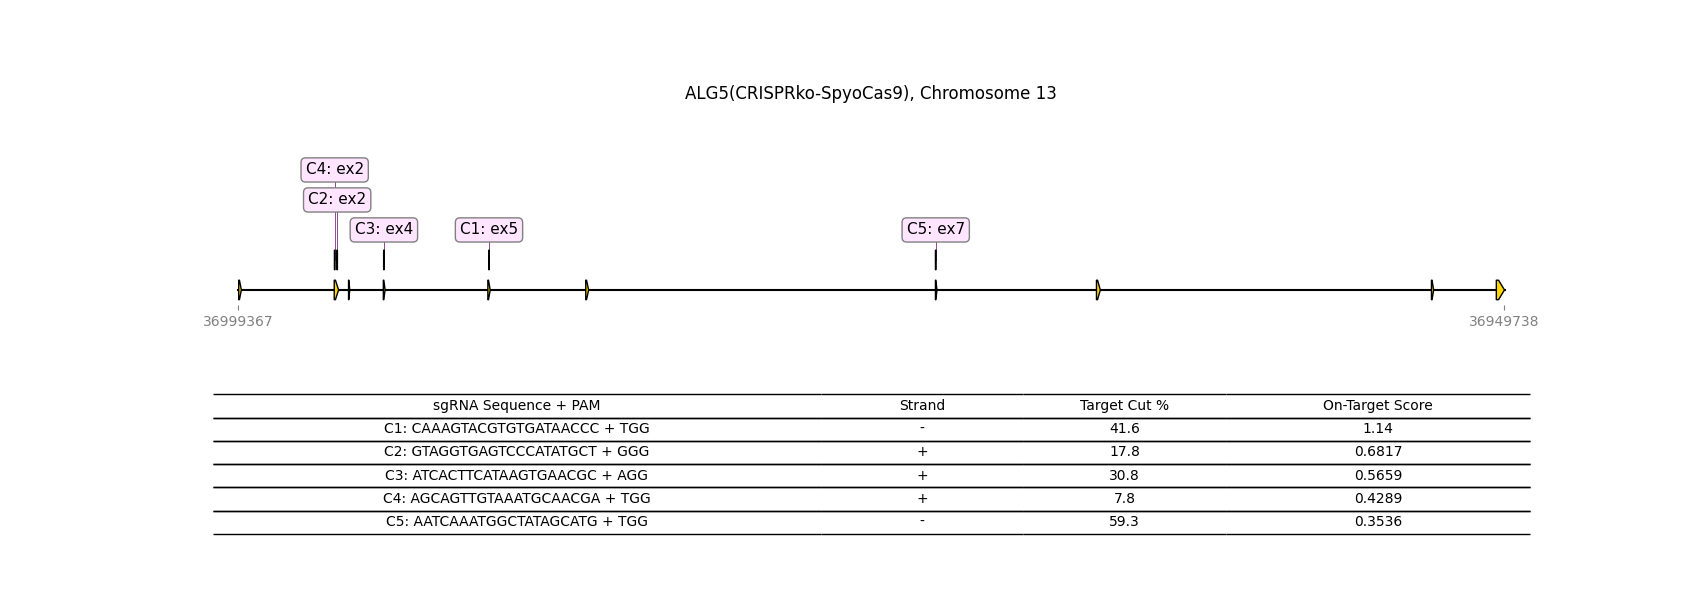 ALG5(CRISPRko-SpyoCas9), Chromosome 13
C4: ex2
C2: ex2
C3: ex4 C1: ex5 C5: ex7
36999367 36949738
sgRNA Sequence + PAM Strand Target Cut % On-Target Score
C1: CAAAGTACGTGTGATAACCC + TGG - 41.6 1.14
C2: GTAGGTGAGTCCCATATGCT + GGG + 17.8 0.6817
C3: ATCACTTCATAAGTGAACGC + AGG + 30.8 0.5659
C4: AGCAGTTGTAAATGCAACGA + TGG + 7.8 0.4289
C5: AATCAAATGGCTATAGCATG + TGG - 59.3 0.3536